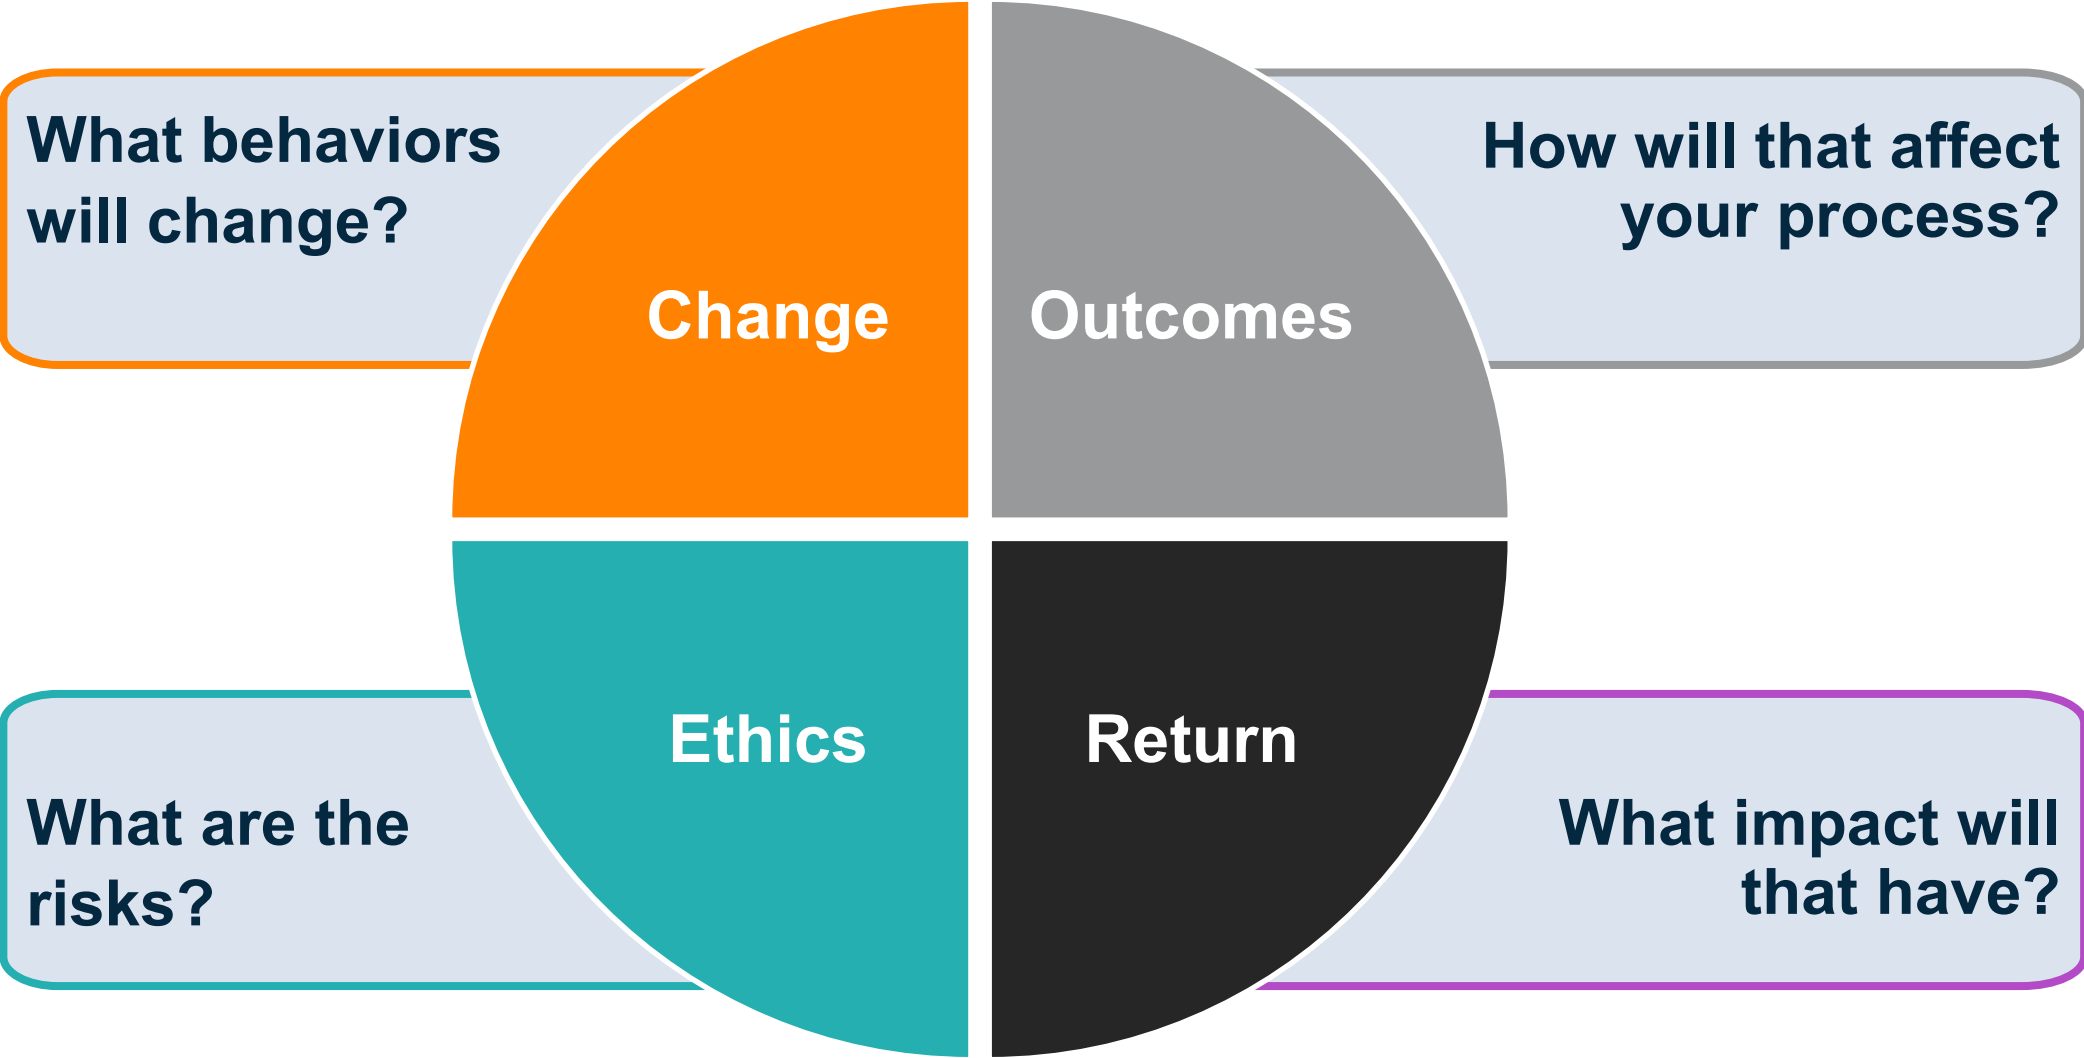 What behaviors
will change?
How will that affect
your process?
Change
Outcomes
Ethics
Return
What are the
risks?
What impact will
that have?